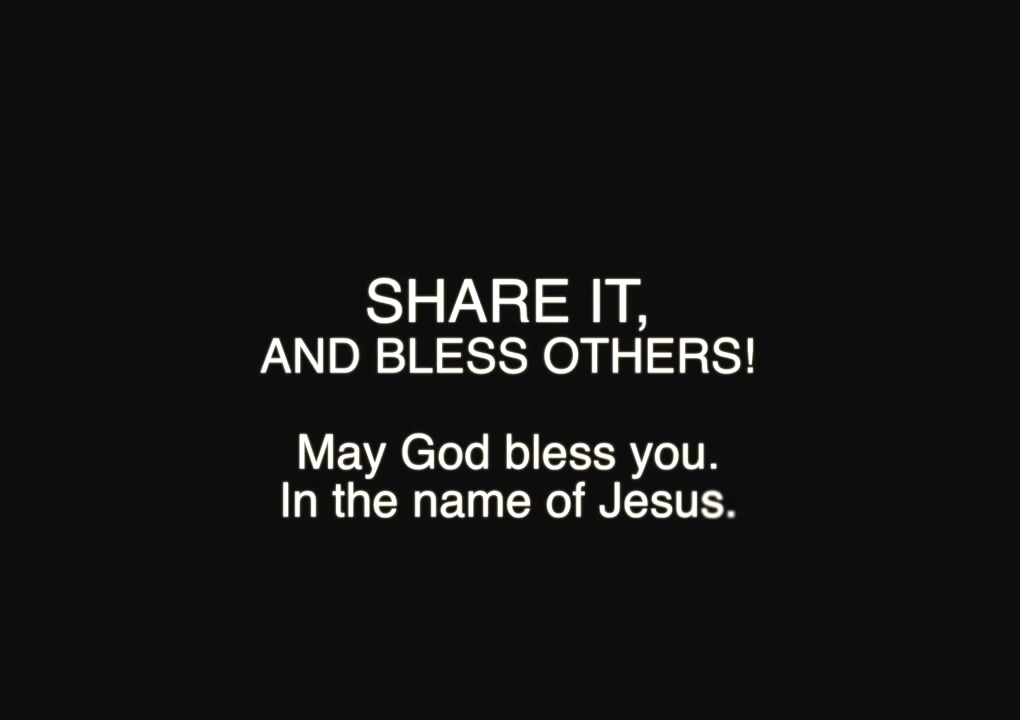 SHARE IT,
AND BLESS OTHERS!
May God bless you.
In the name of Jesus.